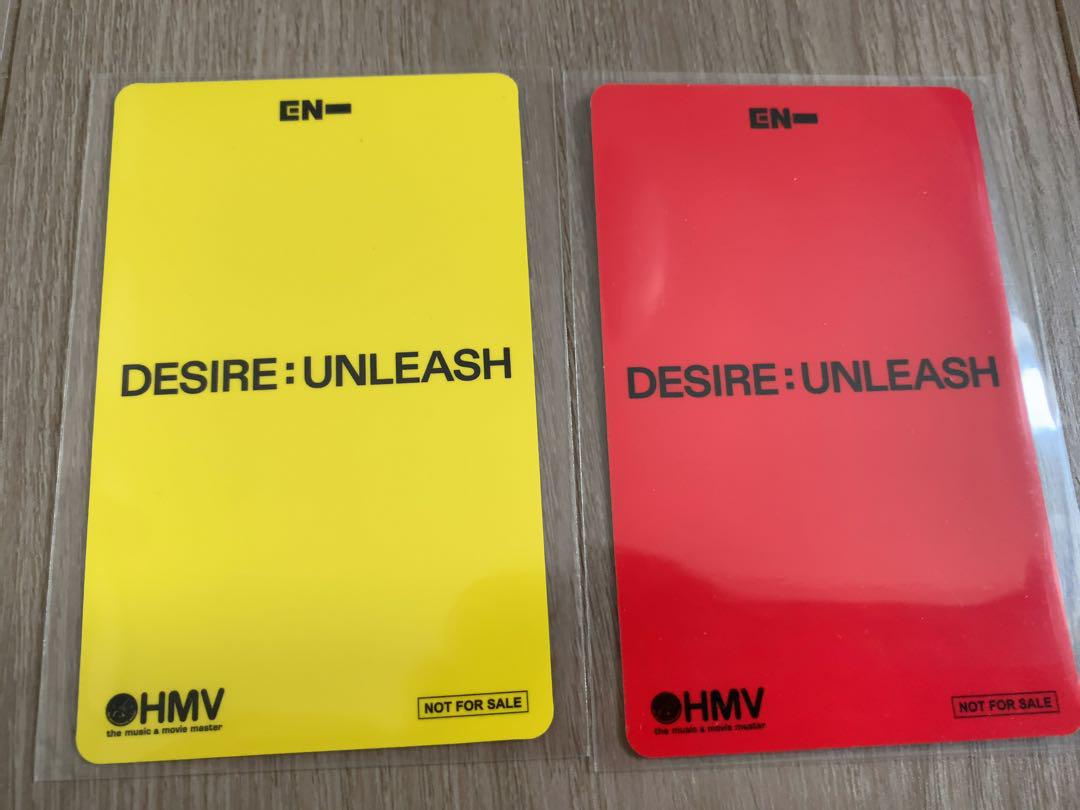 EN-
DESIRE : UNLEASH
HMV
the music & movie master
NOT FOR SALE
EN-
DESIRE : UNLEASH
HMV
the music & movie master
NOT FOR SALE